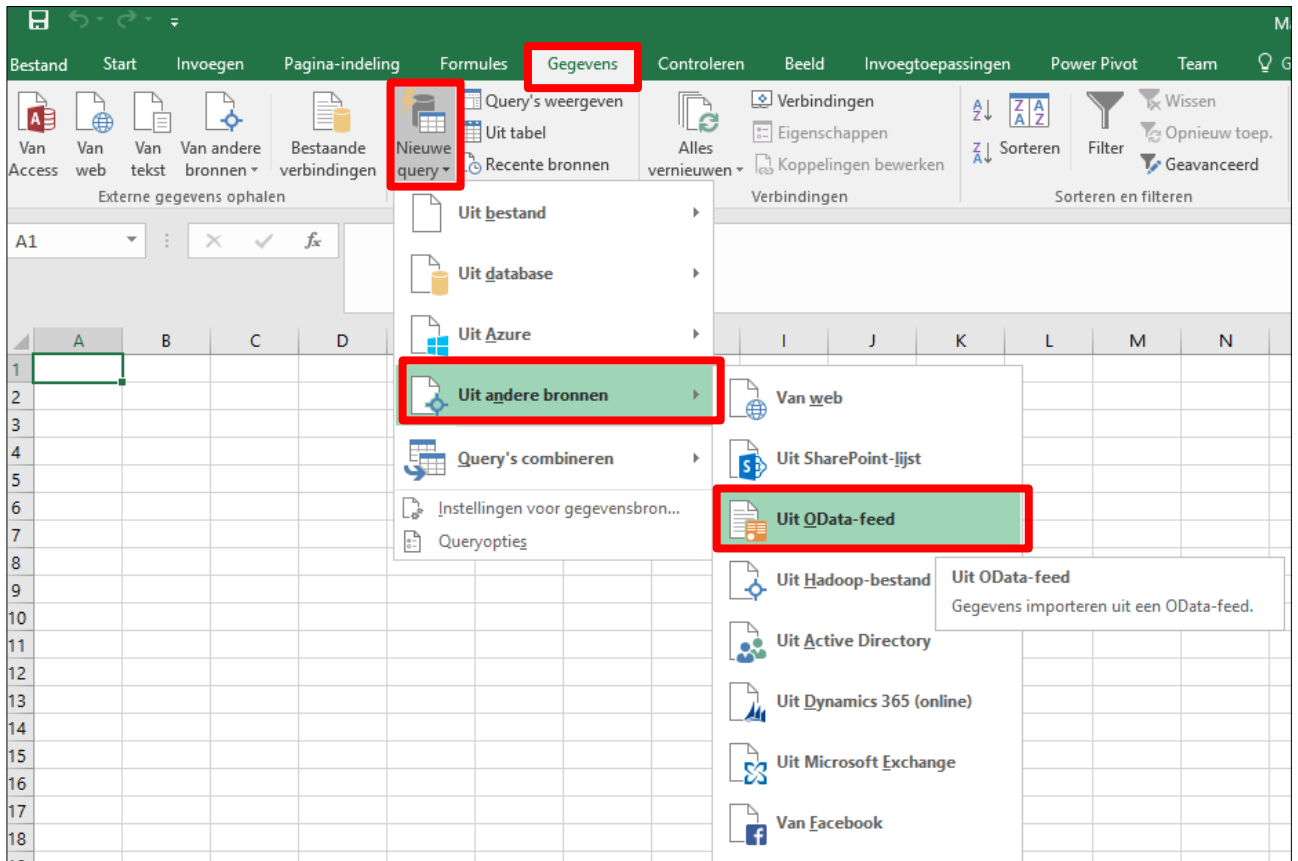 Bestand Start Invoegen Pagina-indeling Formules Gegevens Controleren Beeld Invoegtoepassingen Power Pivot Team
Van Access
Van web
Van tekst
Van andere bronnen
Bestaande verbindingen
Externe gegevens ophalen
Nieuwe query
Query's weergeven
Uit tabel
Recente bronnen
Alles vernieuwen
Verbindingen
Eigenschappen
Koppelingen bewerken
Verbindingen
Sorteren
Filter
Wissen
Opnieuw toep.
Geavanceerd
Sorteren en filteren
A1
fx
A B C D I J K L M N
1
2
3
4
5
6
7
8
9
10
11
12
13
14
15
16
17
18
Uit bestand
Uit database
Uit Azure
Uit andere bronnen
Query's combineren
Instellingen voor gegevensbron...
Queryopties
Van web
Uit SharePoint-lijst
Uit OData-feed
Uit Hadoop-bestand
Uit Active Directory
Uit Dynamics 365 (online)
Uit Microsoft Exchange
Van Facebook
Uit OData-feed
Gegevens importeren uit een OData-feed.